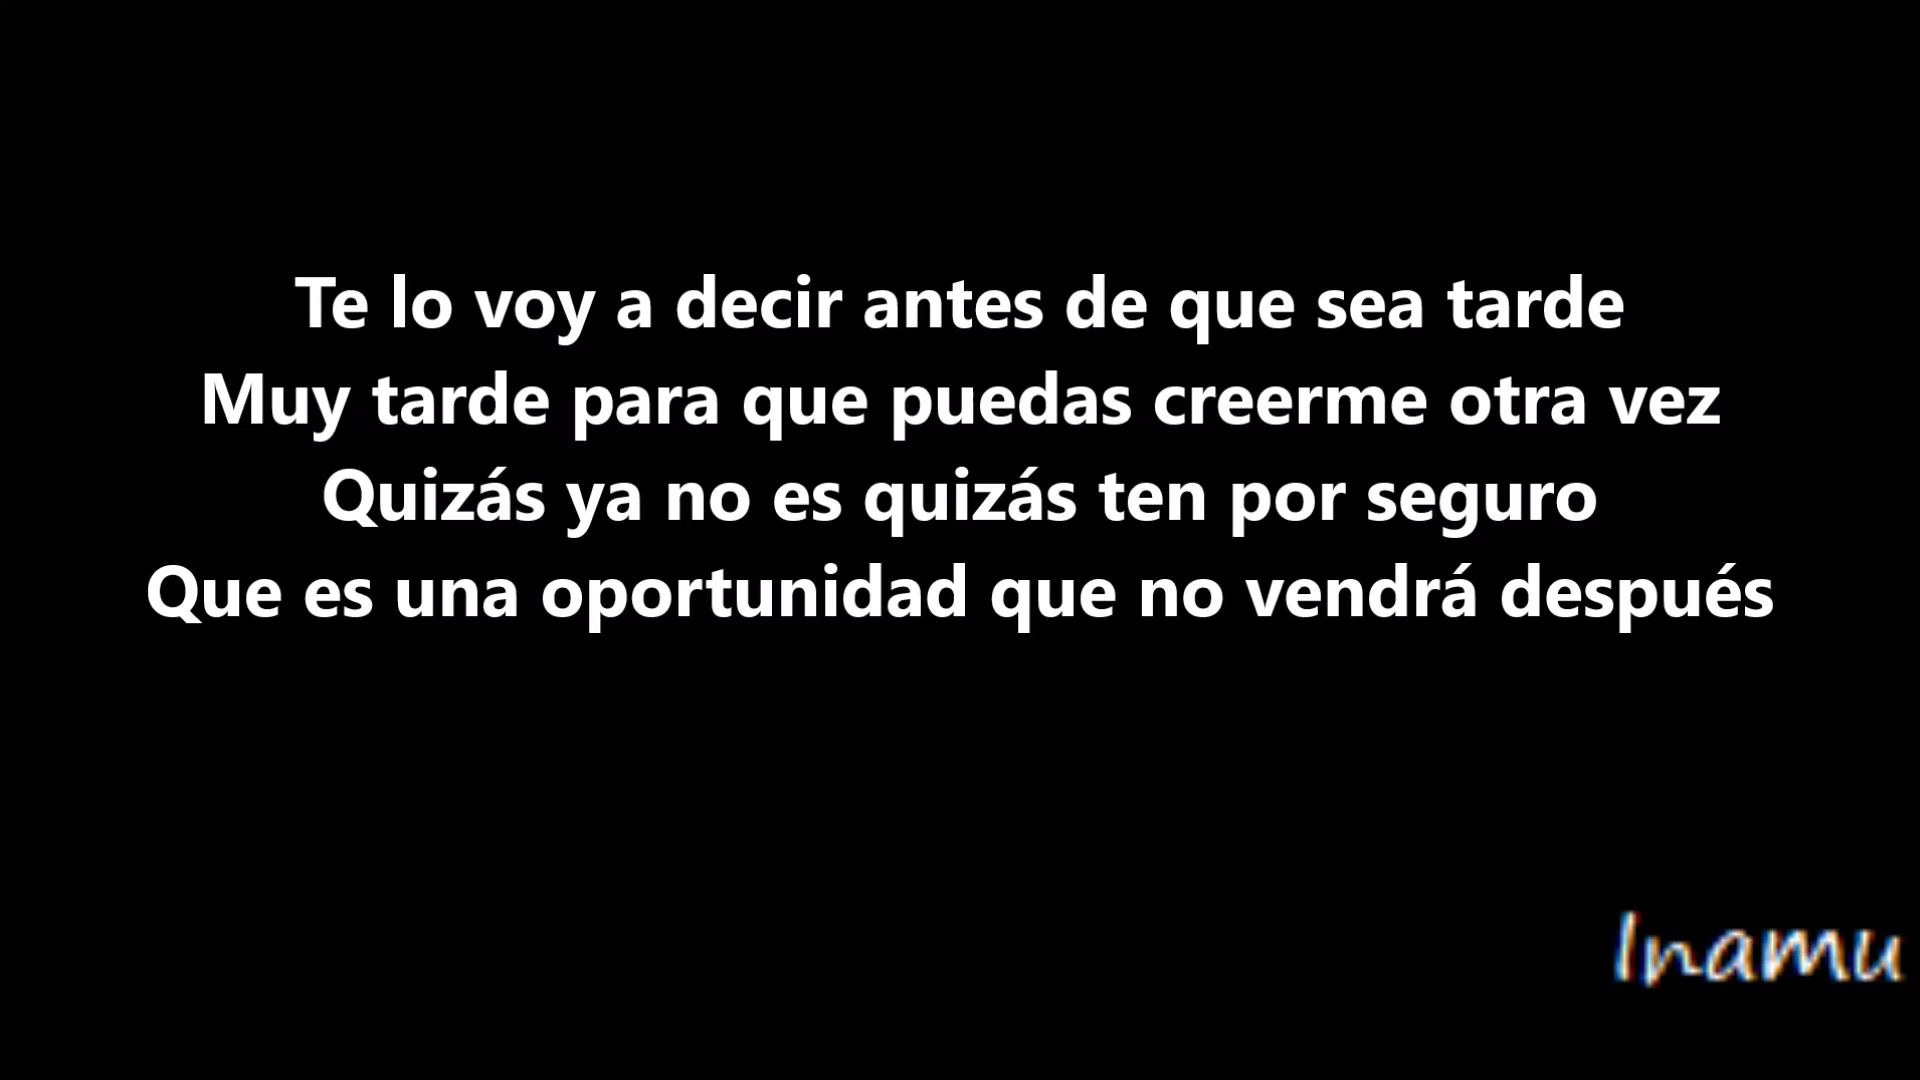 Te lo voy a decir antes de que sea tarde
Muy tarde para que puedas creerme otra vez
Quizás ya no es quizás ten por seguro
Que es una oportunidad que no vendrá después
Inamu